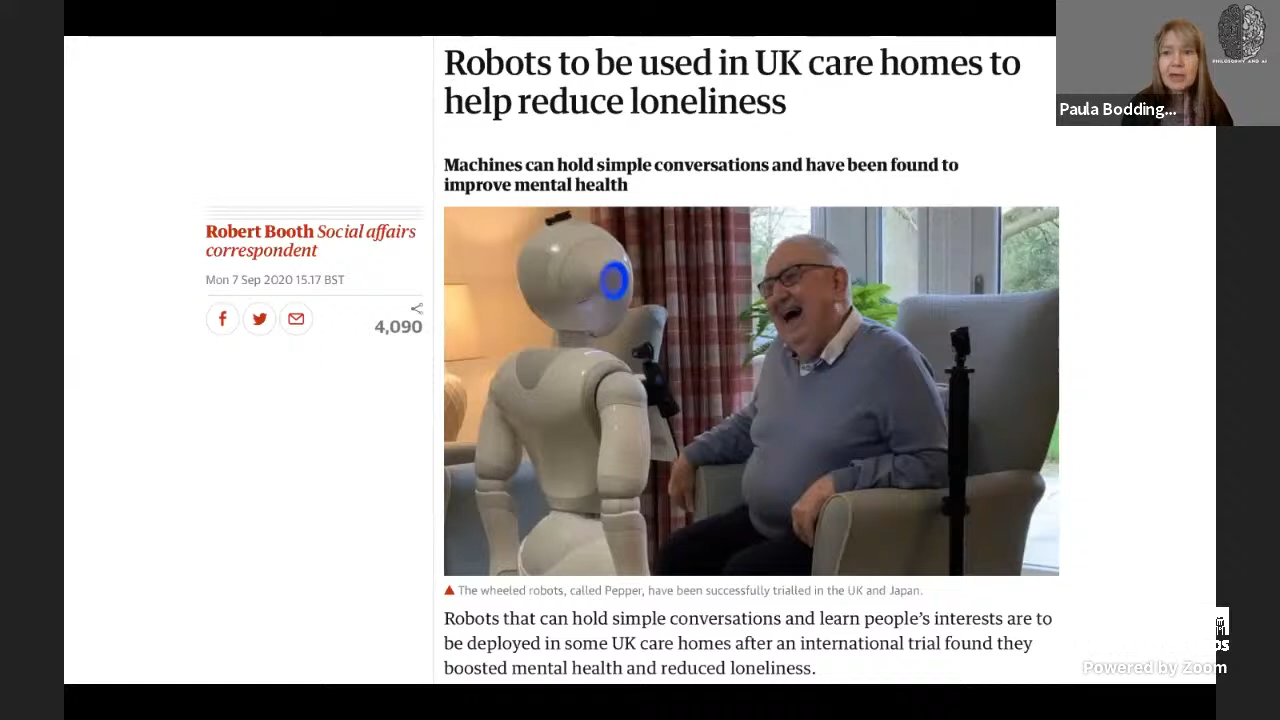 Robots to be used in UK care homes to
help reduce loneliness
Machines can hold simple conversations and have been found to
improve mental health
Robert Booth Social affairs
correspondent
Mon 7 Sep 2020 15.17 BST
4,090
The wheeled robots, called Pepper, have been successfully trialled in the UK and Japan.
Robots that can hold simple conversations and learn people's interests are to
be deployed in some UK care homes after an international trial found they
boosted mental health and reduced loneliness.
PHILOSOPHY AND AI
Paula Bodding...
Powered by Zoom